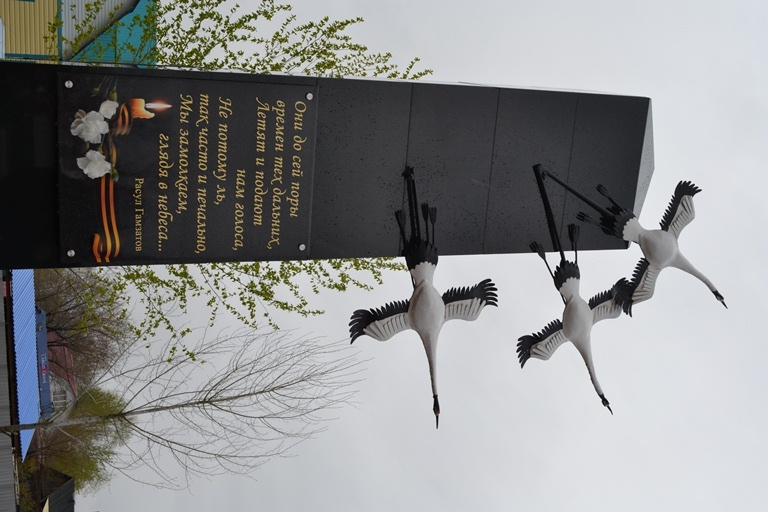 Они до сей поры
времен тех дальних,
Летят и подают
нам голоса,
Не потому ль,
так часто и печально,
Мы замолкаем,
глядя в небеса...
Расул Гамзатов